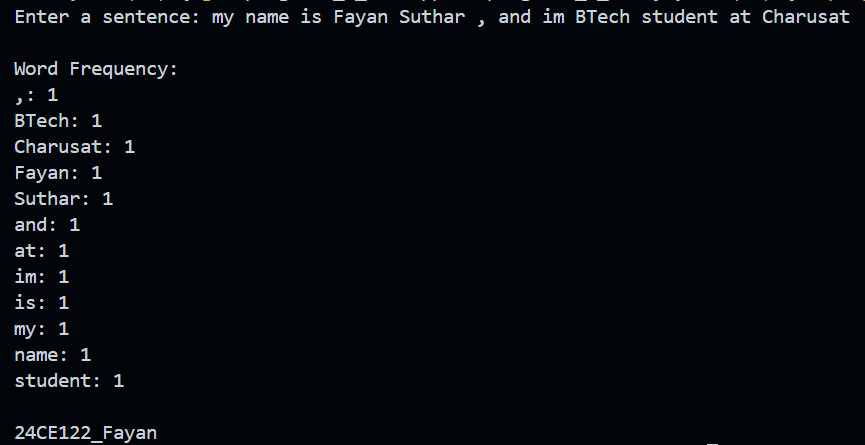 Enter a sentence: my name is Fayan Suthar , and im BTech student at Charusat
Word Frequency:
,: 1
BTech: 1
Charusat: 1
Fayan: 1
Suthar: 1
and: 1
at: 1
im: 1
is: 1
my: 1
name: 1
student: 1
24CE122_Fayan